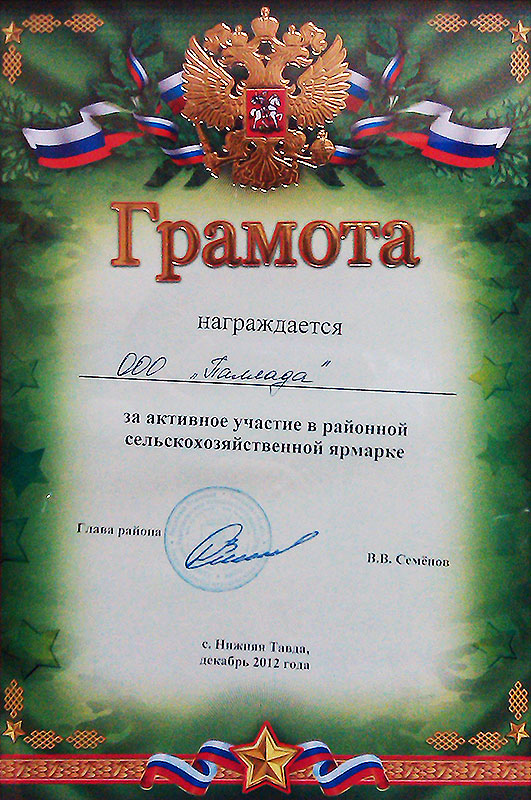 Грамота
награждается
ООО „Паллада"
за активное участие в районной
сельскохозяйственной ярмарке
Глава района
В.В. Семёнов
с. Нижняя Тавда,
декабрь 2012 года